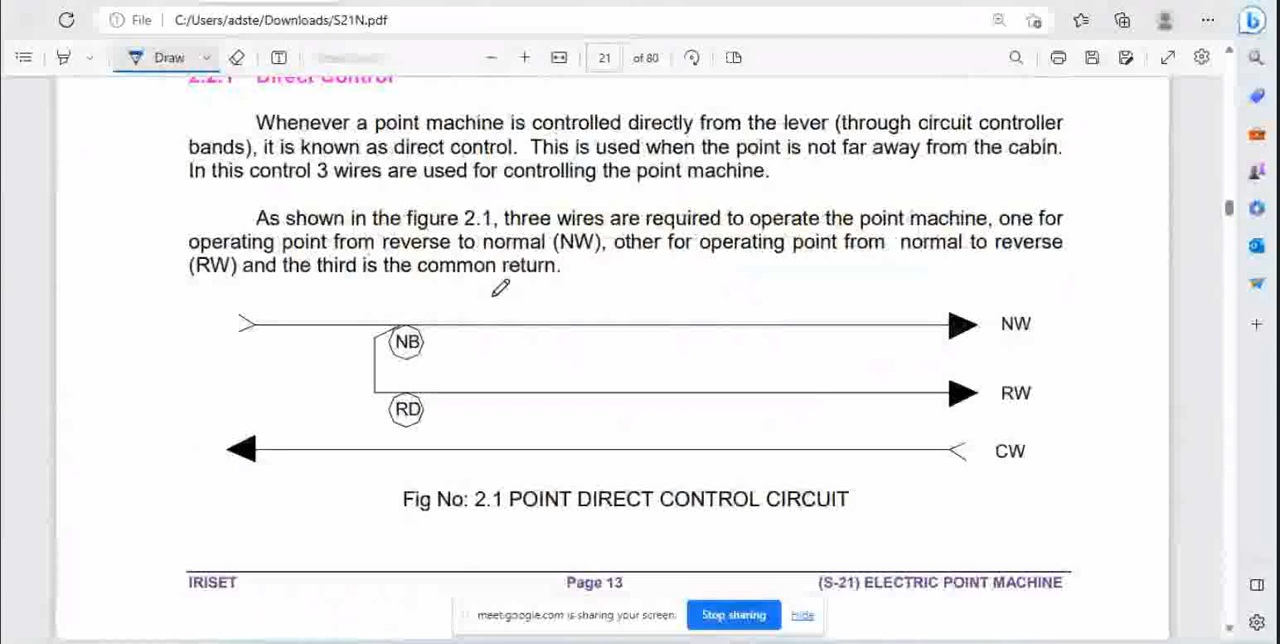 File | C:/Users/adste/Downloads/S21N.pdf
Draw
21 of 80
2.2.1 Direct Control
Whenever a point machine is controlled directly from the lever (through circuit controller
bands), it is known as direct control. This is used when the point is not far away from the cabin.
In this control 3 wires are used for controlling the point machine.
As shown in the figure 2.1, three wires are required to operate the point machine, one for
operating point from reverse to normal (NW), other for operating point from normal to reverse
(RW) and the third is the common return.
NB
NW
RD
RW
CW
Fig No: 2.1 POINT DIRECT CONTROL CIRCUIT
IRISET Page 13 (S-21) ELECTRIC POINT MACHINE
meet.google.com is sharing your screen. Stop sharing Hide